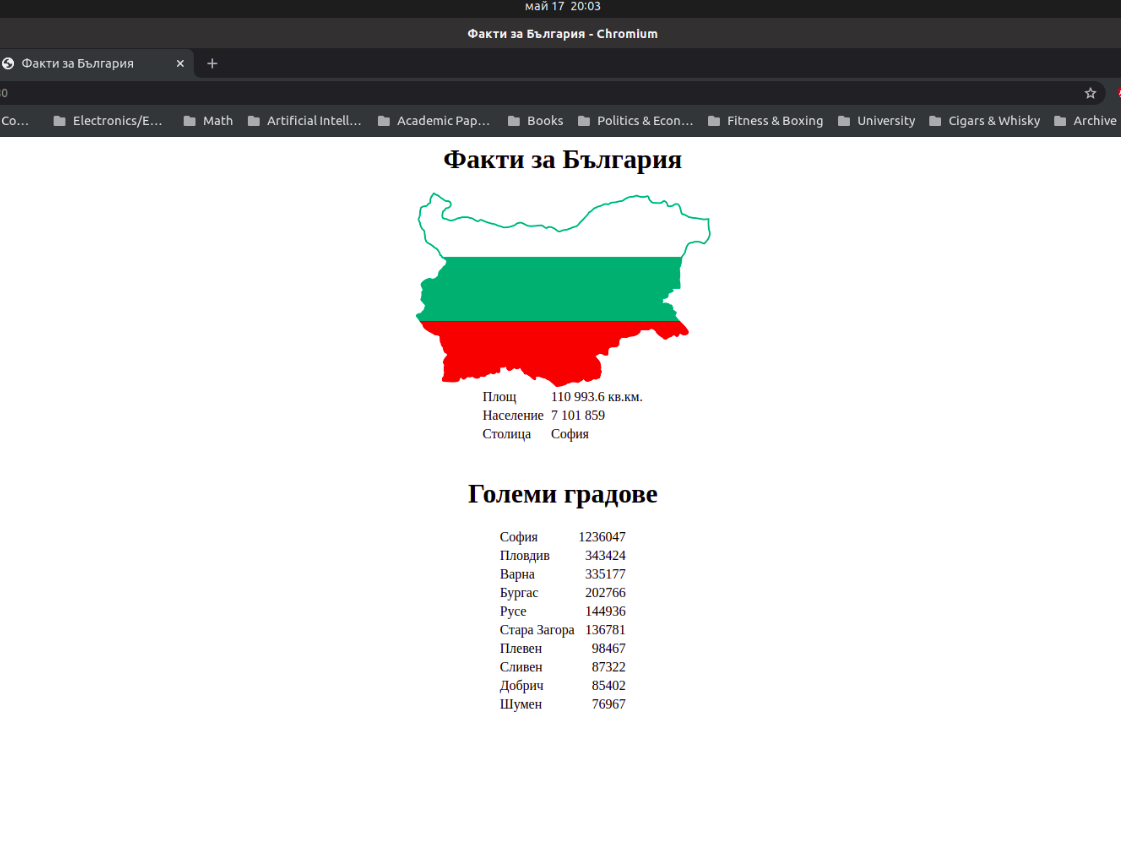 май 17 20:03
Факти за България - Chromium
Факти за България
Co... Electronics/E... Math Artificial Intell... Academic Pap... Books Politics & Econ... Fitness & Boxing University Cigars & Whisky Archive
Факти за България
Площ 110 993.6 кв.км.
Население 7 101 859
Столица София
Големи градове
София 1236047
Пловдив 343424
Варна 335177
Бургас 202766
Русе 144936
Стара Загора 136781
Плевен 98467
Сливен 87322
Добрич 85402
Шумен 76967